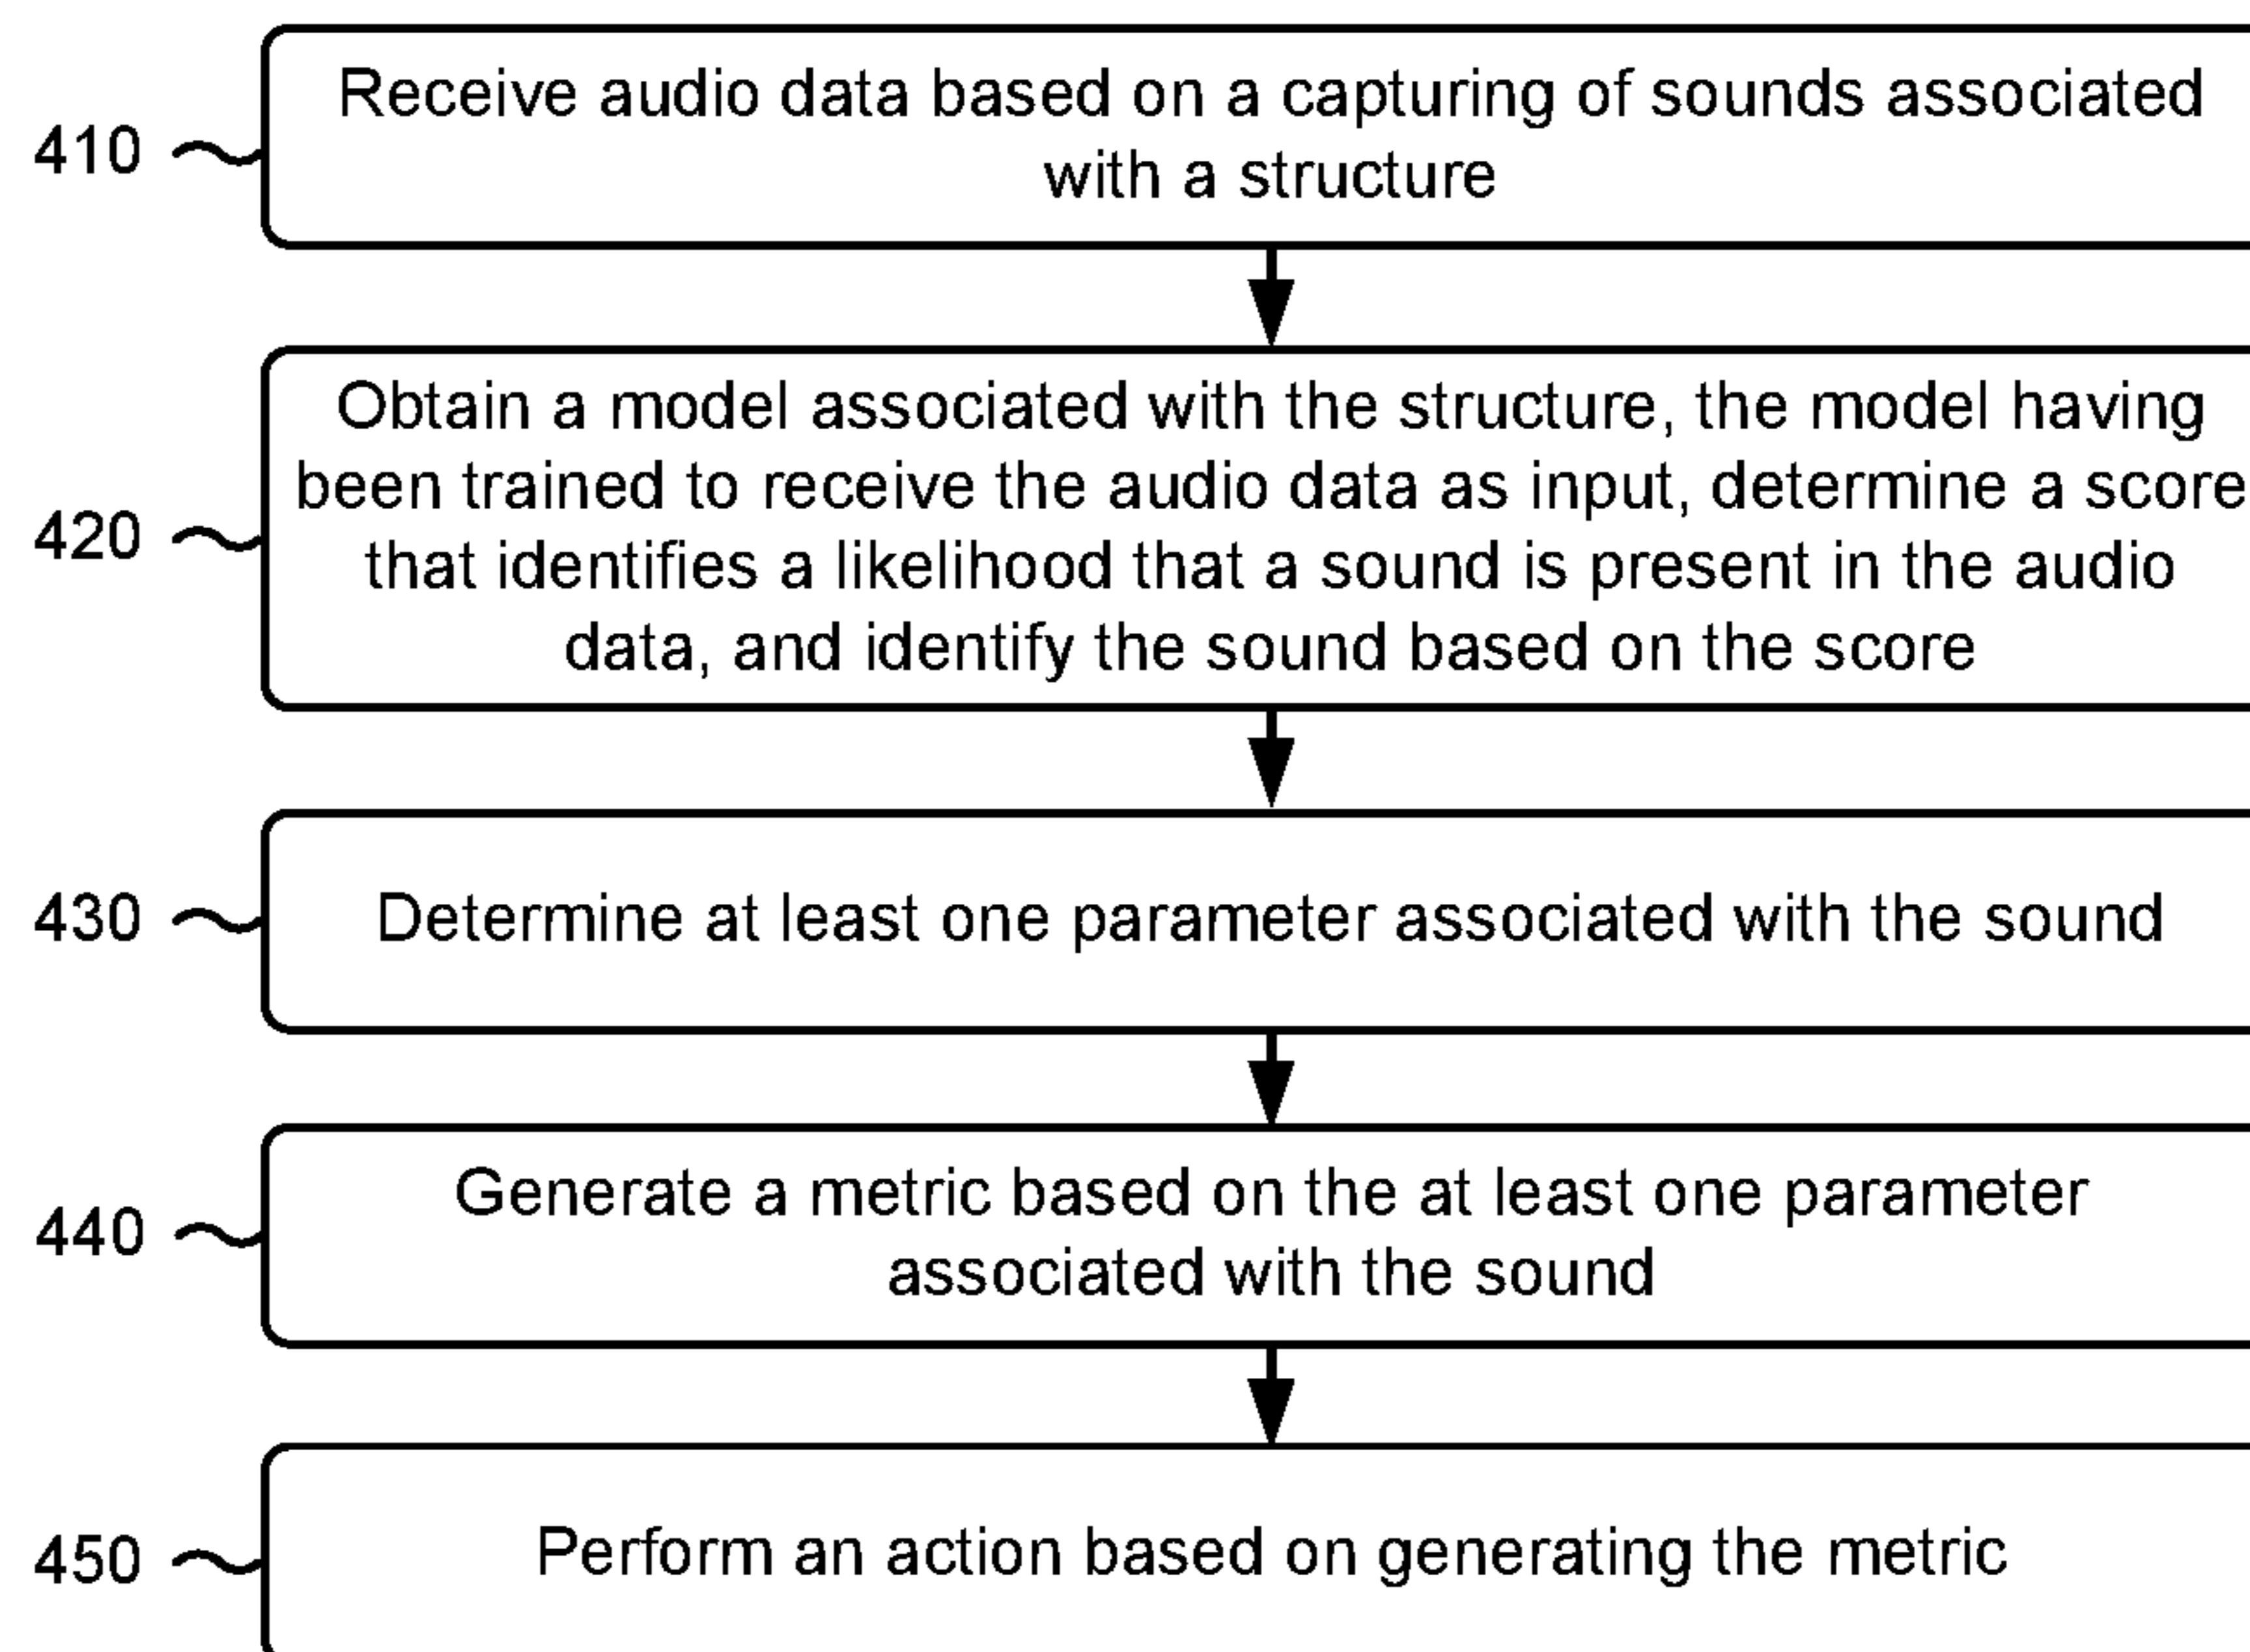 Receive audio data based on a capturing of sounds associated
410
with a structure
Obtain a model associated with the structure, the model having
been trained to receive the audio data as input, determine a score
420
that identifies a likelihood that a sound is present in the audio
data, and identify the sound based on the score
430
Determine at least one parameter associated with the sound
Generate a metric based on the at least one parameter
440
associated with the sound
450
Perform an action based on generating the metric